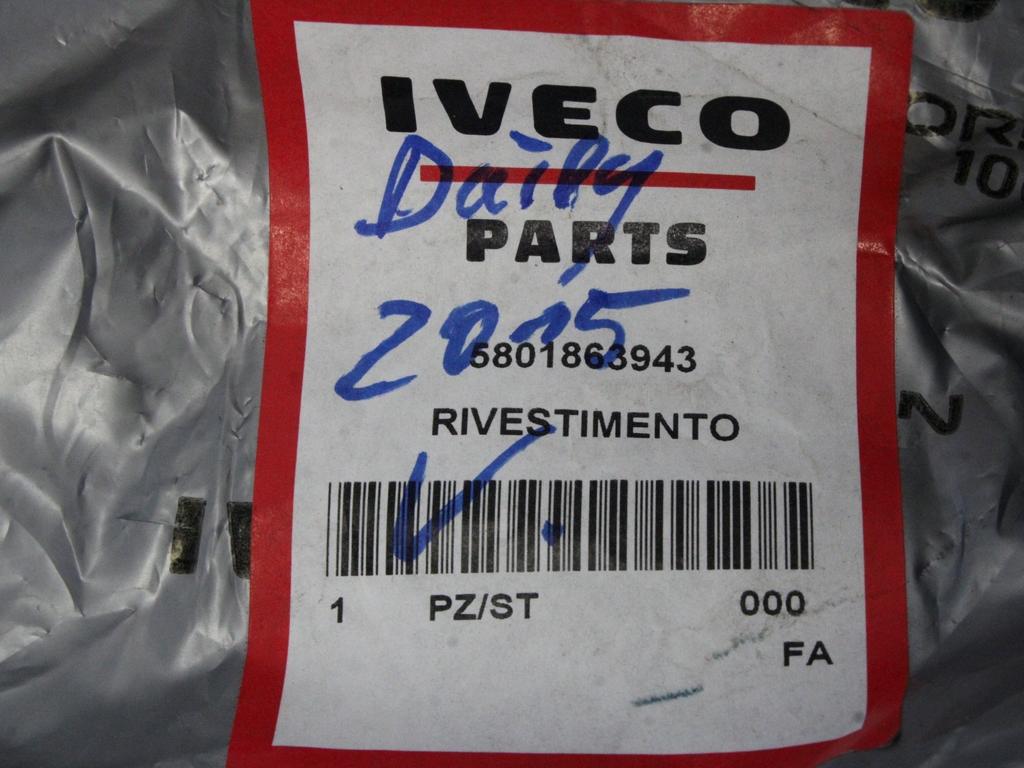 IVECO
Daily
PARTS
2015
5801863943
RIVESTIMENTO
V.
1 PZ/ST 000
FA